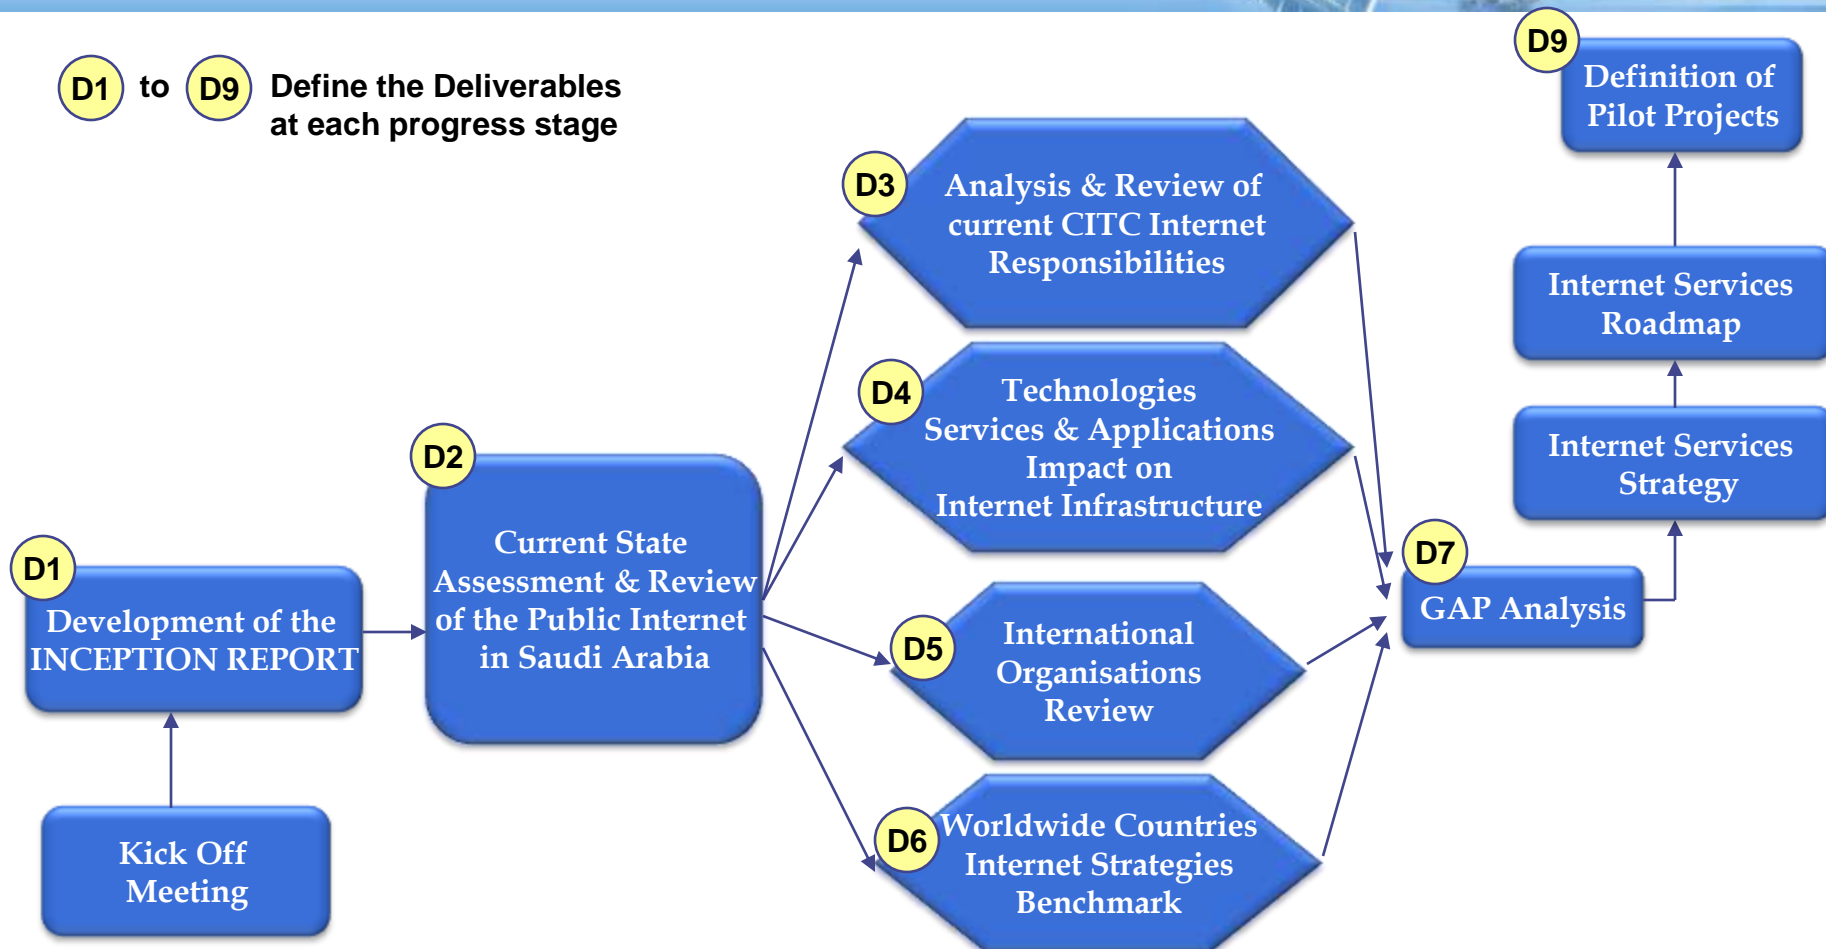 D1 to D9 Define the Deliverables
at each progress stage
D1
Development of the
INCEPTION REPORT
Kick Off
Meeting
D2
Current State
Assessment & Review
of the Public Internet
in Saudi Arabia
D3
Analysis & Review of
current CITC Internet
Responsibilities
D4
Technologies
Services & Applications
Impact on
Internet Infrastructure
D5
International
Organisations
Review
D6
Worldwide Countries
Internet Strategies
Benchmark
D7
GAP Analysis
Internet Services
Strategy
Internet Services
Roadmap
D9
Definition of
Pilot Projects